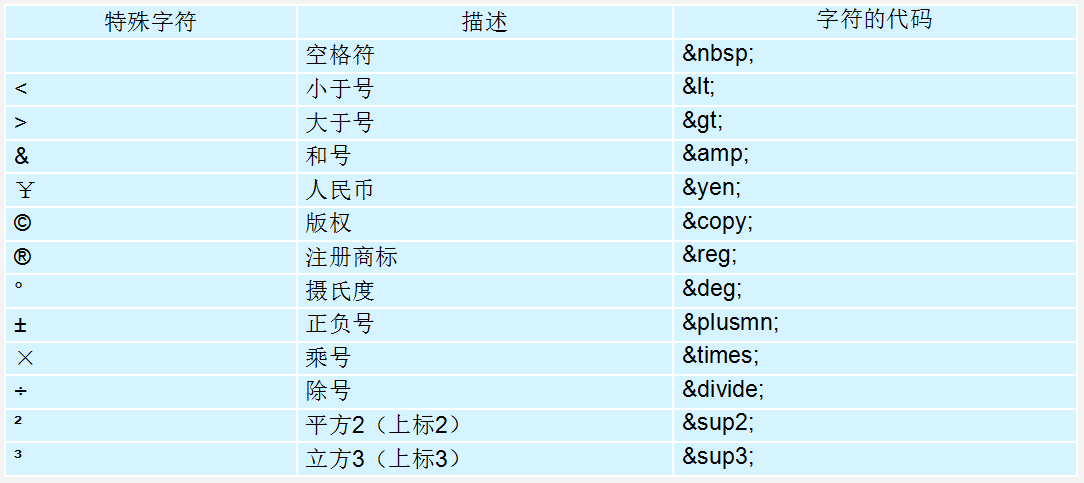 特殊字符 描述 字符的代码
空格符 &nbsp;
< 小于号 &lt;
> 大于号 &gt;
& 和号 &amp;
¥ 人民币 &yen;
© 版权 &copy;
® 注册商标 &reg;
° 摄氏度 &deg;
± 正负号 &plusmn;
× 乘号 &times;
÷ 除号 &divide;
² 平方2（上标2） &sup2;
³ 立方3（上标3） &sup3;